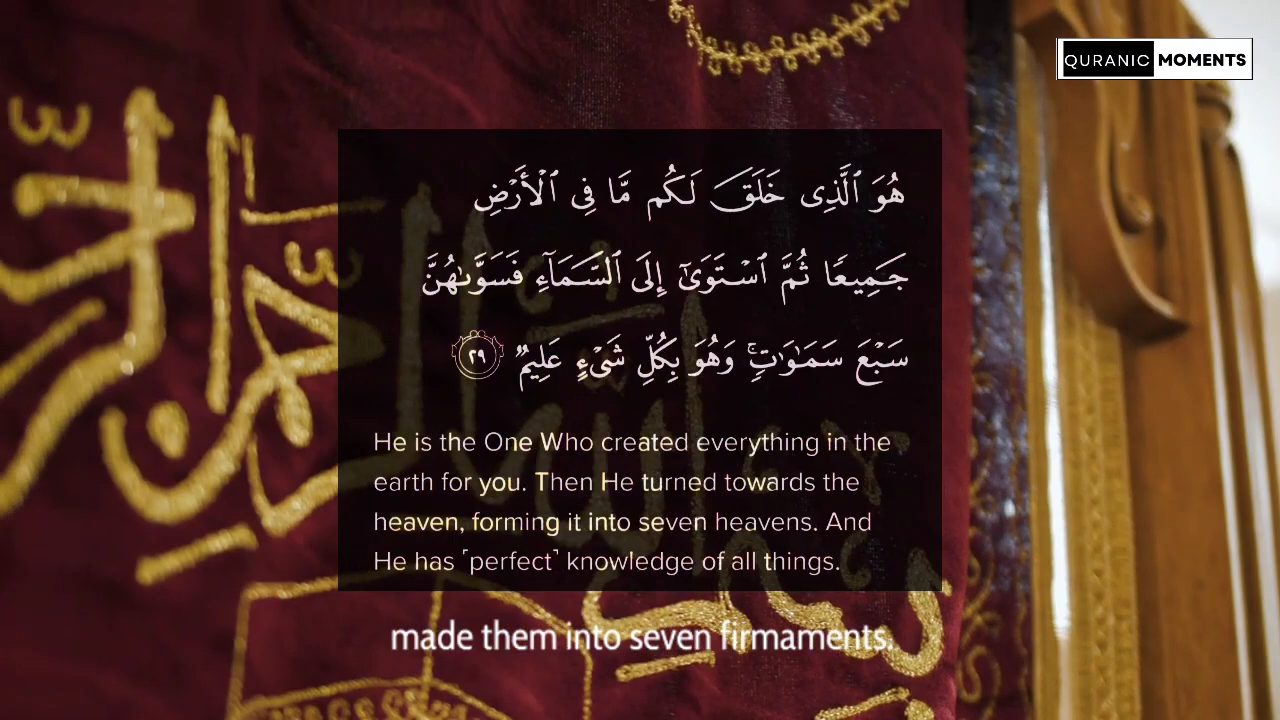 QURANIC MOMENTS
هُوَ ٱلَّذِى خَلَقَ لَكُم مَّا فِى ٱلْأَرْضِ
جَمِيعًا ثُمَّ ٱسْتَوَىٰٓ إِلَى ٱلسَّمَآءِ فَسَوَّىٰهُنَّ
سَبْعَ سَمَـٰوَٰتٍۢ ۚ وَهُوَ بِكُلِّ شَىْءٍ عَلِيمٌۭ ٢٩
He is the One Who created everything in the
earth for you. Then He turned towards the
heaven, forming it into seven heavens. And
He has ˹perfect˺ knowledge of all things.
made them into seven firmaments.